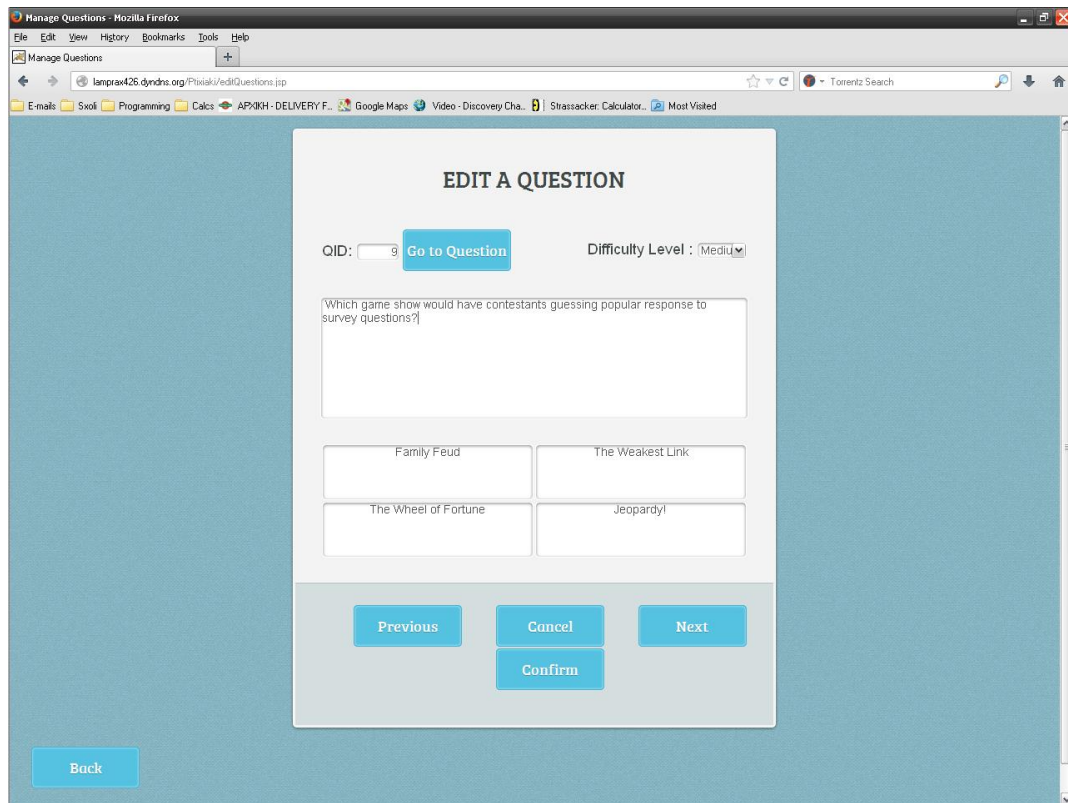 Manage Questions - Mozilla Firefox
File Edit View History Bookmarks Tools Help
Manage Questions +
lamprax426.dyndns.org/Ptixiaki/editQuestions.jsp Torrentz Search
E-mails Sxoli Programming Calcs ΑΡΧΙΚΗ - DELIVERY F... Google Maps Video - Discovery Cha... Strassacker: Calculator... Most Visited
EDIT A QUESTION
QID: 9 Go to Question Difficulty Level : Mediu
Which game show would have contestants guessing popular response to
survey questions?
Family Feud The Weakest Link
The Wheel of Fortune Jeopardy!
Previous Cancel Next
Confirm
Back